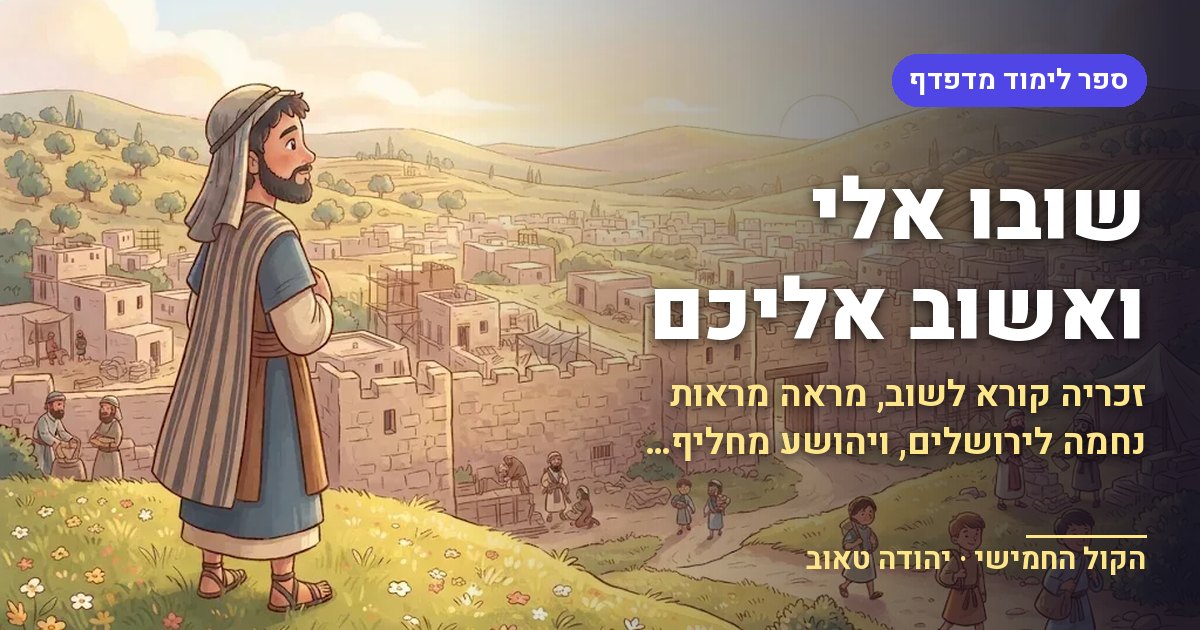 ספר לימוד מדפדף
שובו אלי
ואשוב אליכם
זכריה קורא לשוב, מראה מראות
נחמה לירושלים, ויהושע מחליף...
הקול החמישי · יהודה טאוב